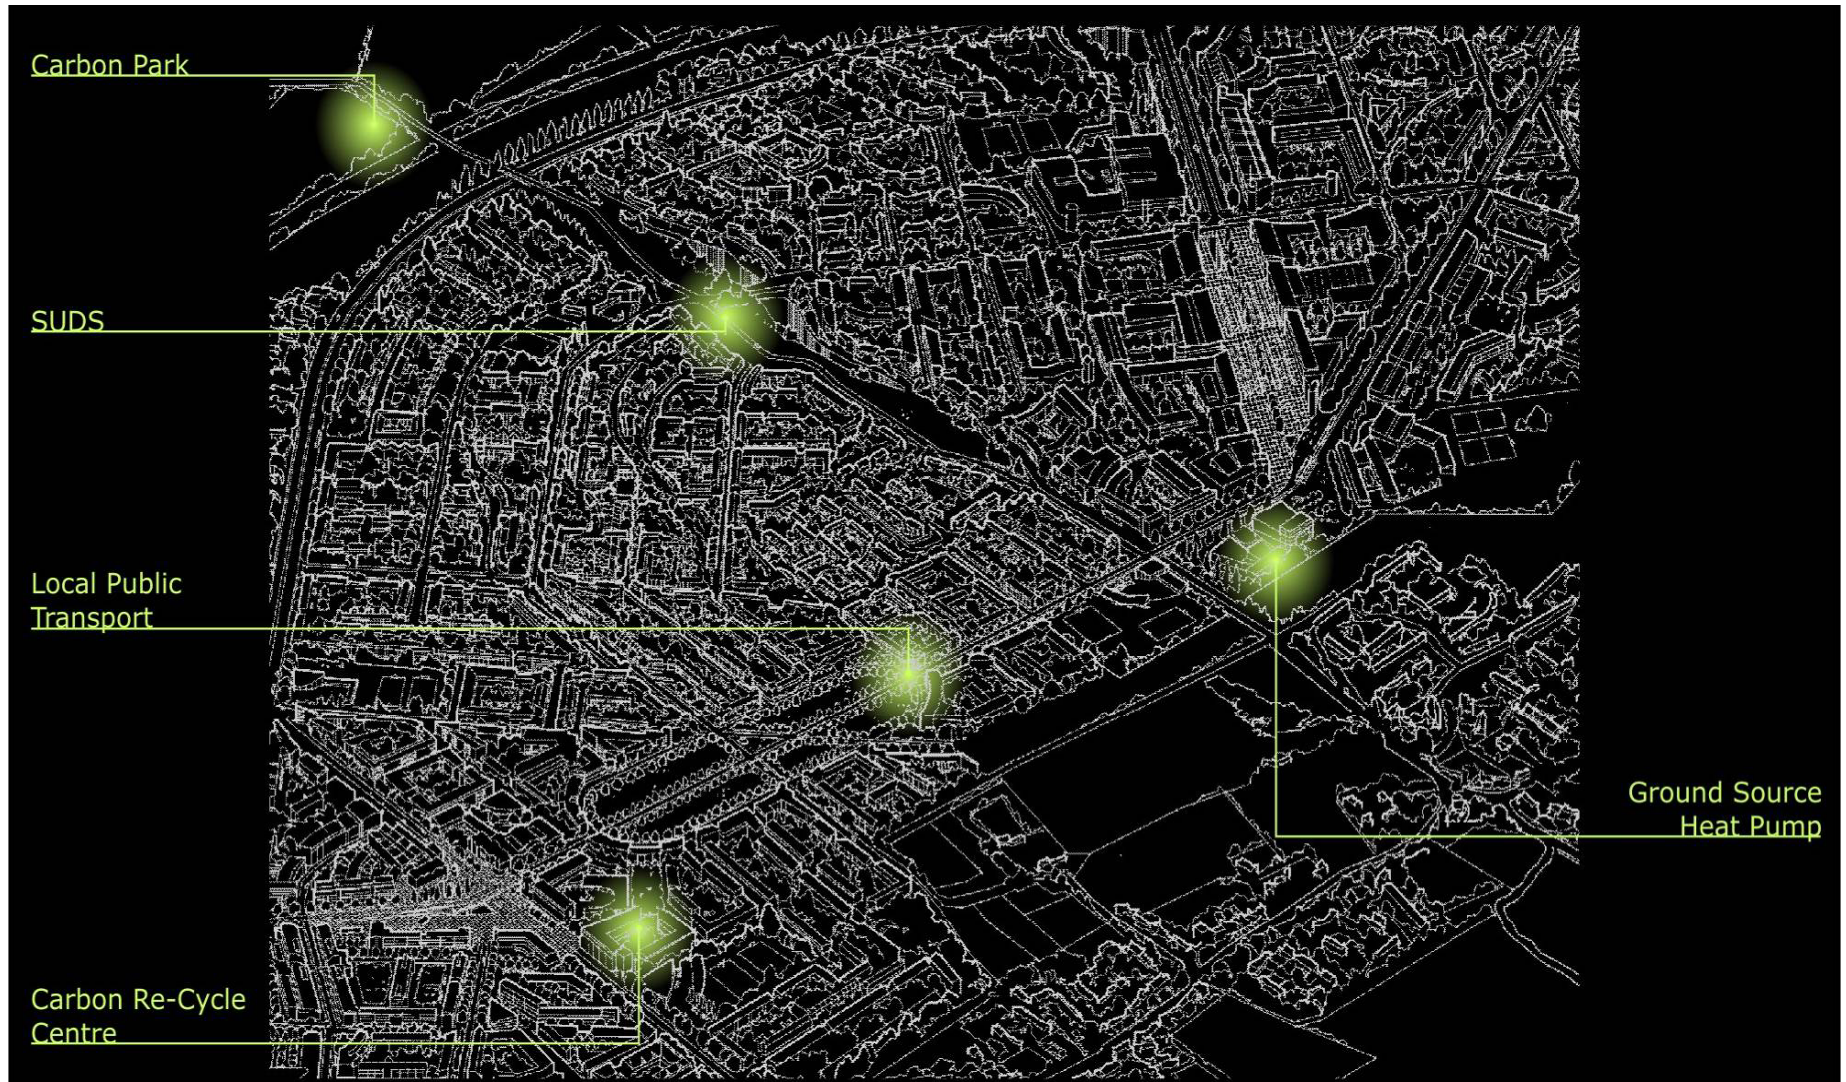 Carbon Park
SUDS
Local Public
Transport
Ground Source
Heat Pump
Carbon Re-Cycle
Centre